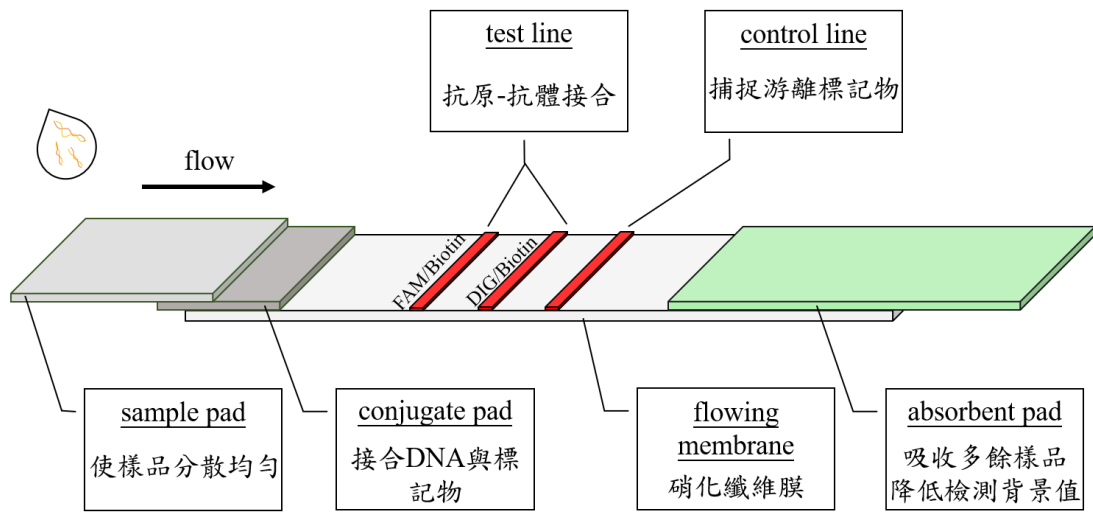 test line
抗原-抗體接合
control line
捕捉游離標記物
flow
FAM/Biotin
DIG/Biotin
sample pad
使樣品分散均勻
conjugate pad
接合DNA與標
記物
flowing
membrane
硝化纖維膜
absorbent pad
吸收多餘樣品
降低檢測背景值